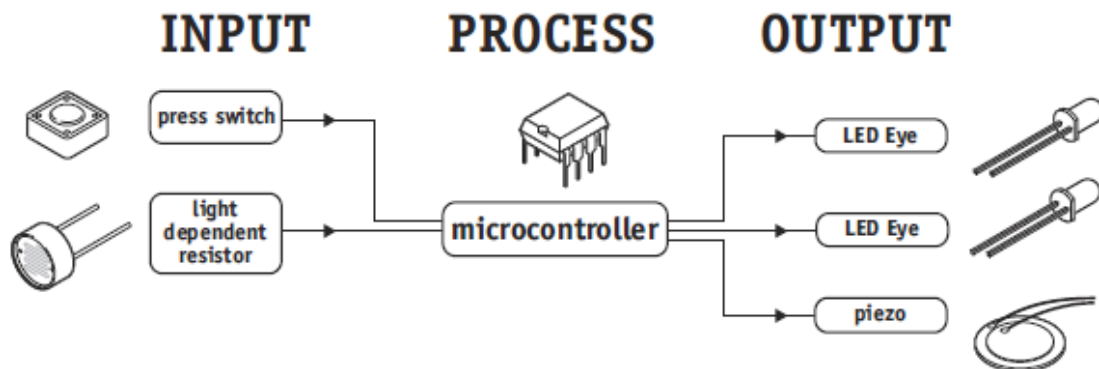 INPUT
PROCESS
OUTPUT
press switch
light
dependent
resistor
microcontroller
LED Eye
LED Eye
piezo